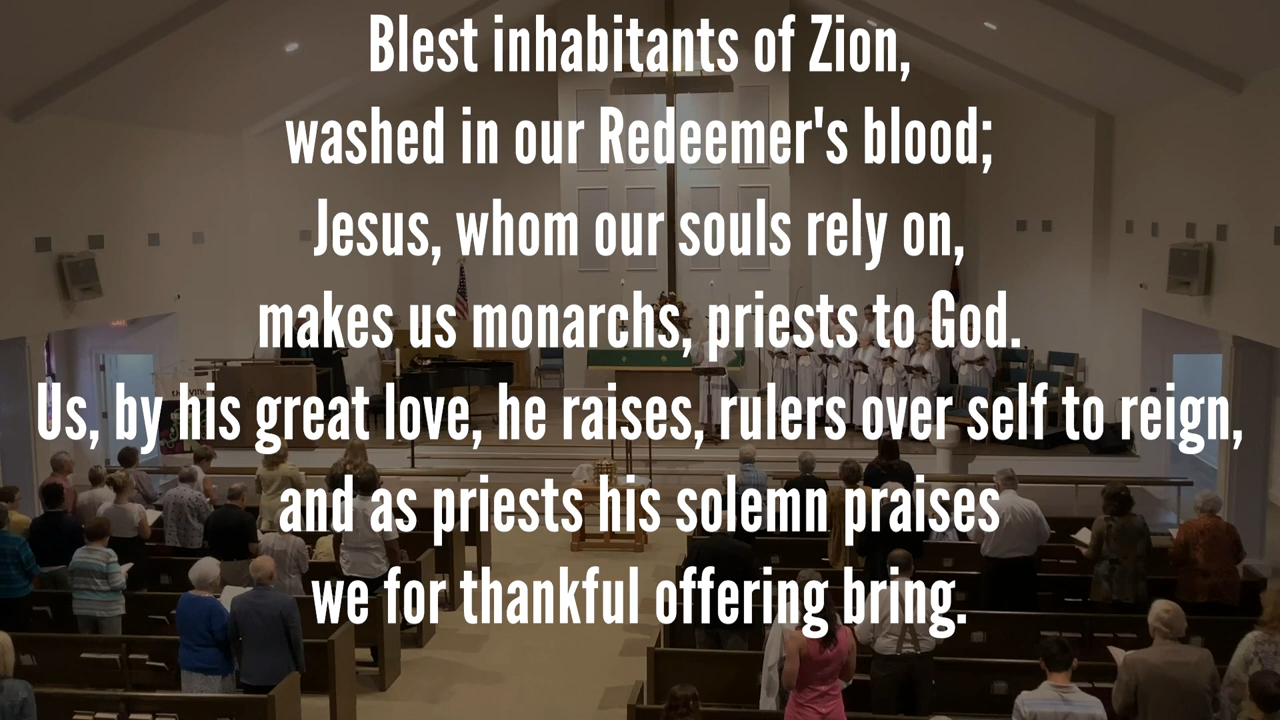 Blest inhabitants of Zion,
washed in our Redeemer's blood;
Jesus, whom our souls rely on,
makes us monarchs, priests to God.
Us, by his great love, he raises, rulers over self to reign,
and as priests his solemn praises
we for thankful offering bring.